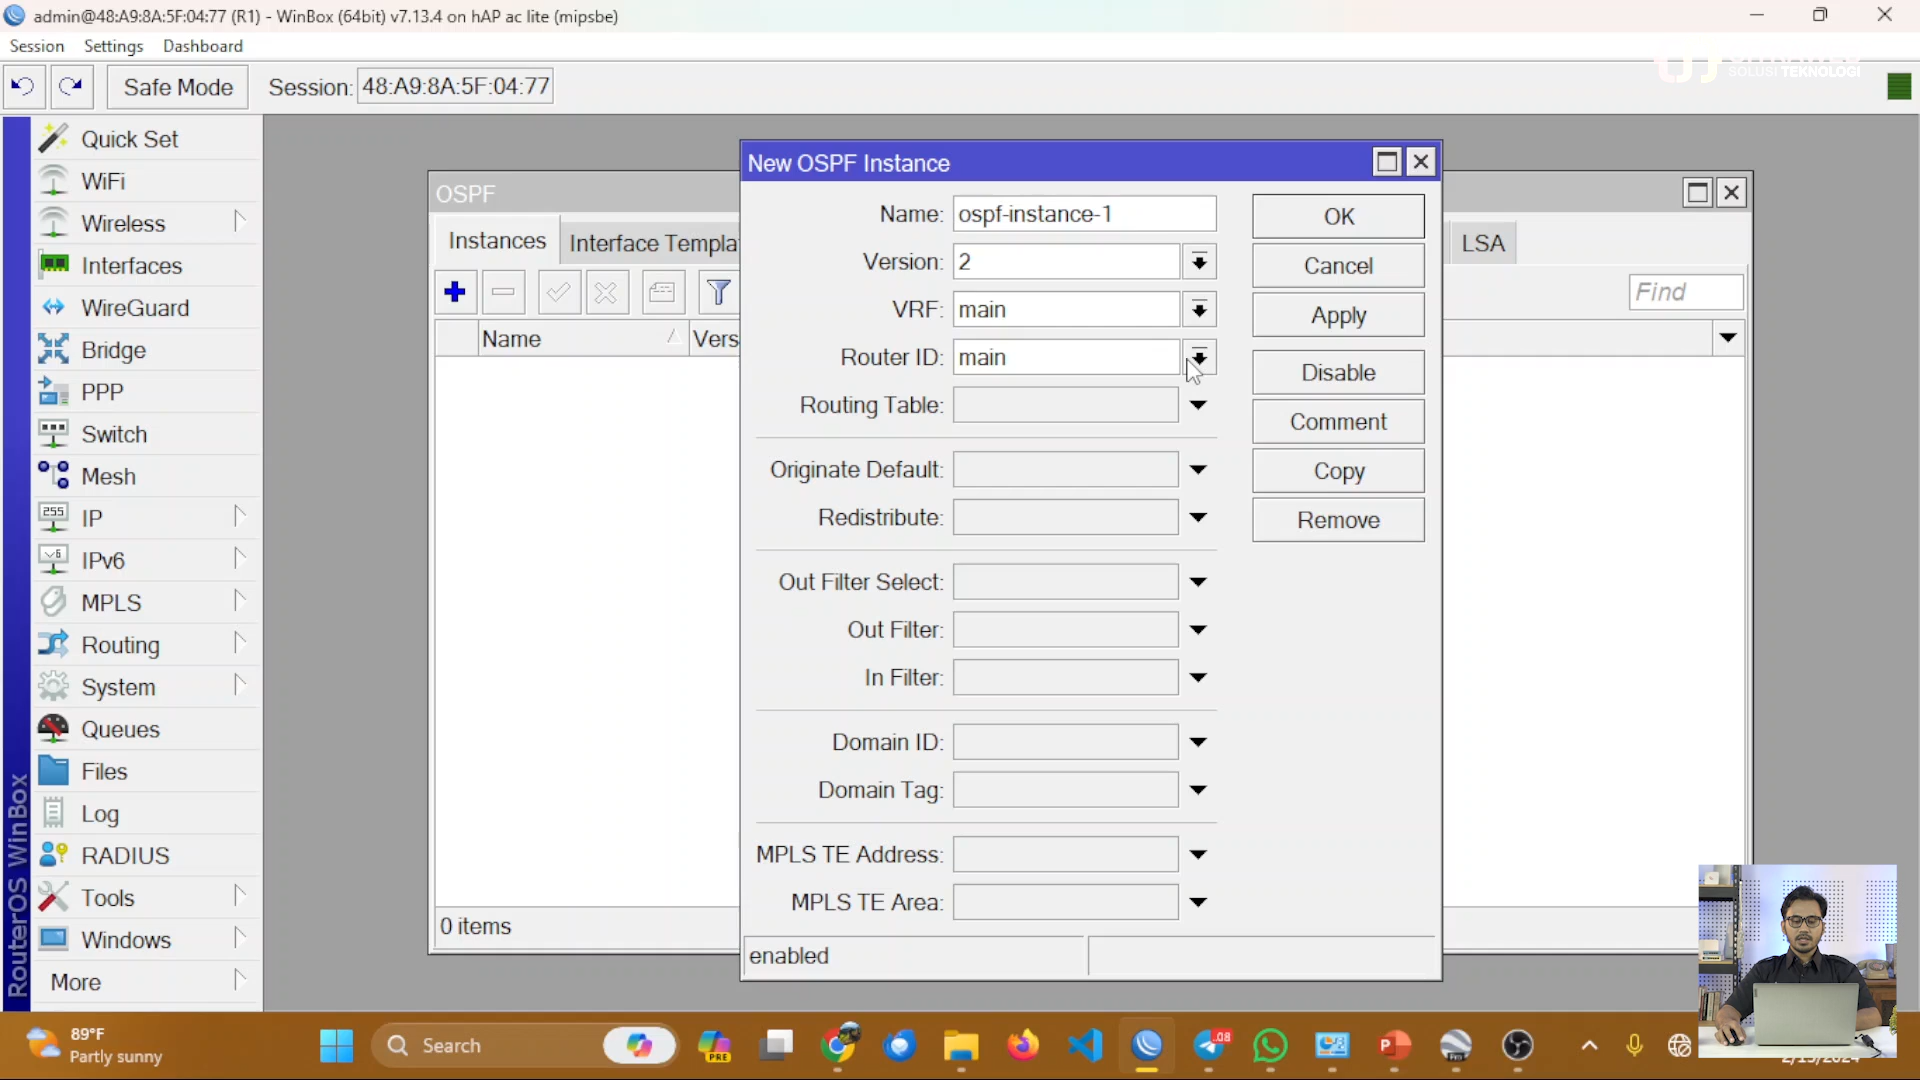 admin@48:A9:8A:5F:04:77 (R1) - WinBox (64bit) v7.13.4 on hAP ac lite (mipsbe)
Session Settings Dashboard
Safe Mode Session: 48:A9:8A:5F:04:77
SOLUSI TEKNOLOGI
Quick Set
WiFi
Wireless
Interfaces
WireGuard
Bridge
PPP
Switch
Mesh
IP
IPv6
MPLS
Routing
System
Queues
Files
Log
RADIUS
Tools
Windows
More
RouterOS WinBox
OSPF
Instances Interface Templa LSA
Find
Name Vers
0 items
New OSPF Instance
Name: ospf-instance-1
Version: 2
VRF: main
Router ID: main
Routing Table:
Originate Default:
Redistribute:
Out Filter Select:
Out Filter:
In Filter:
Domain ID:
Domain Tag:
MPLS TE Address:
MPLS TE Area:
enabled
OK
Cancel
Apply
Disable
Comment
Copy
Remove
89°F
Partly sunny
Search
PRE
.08